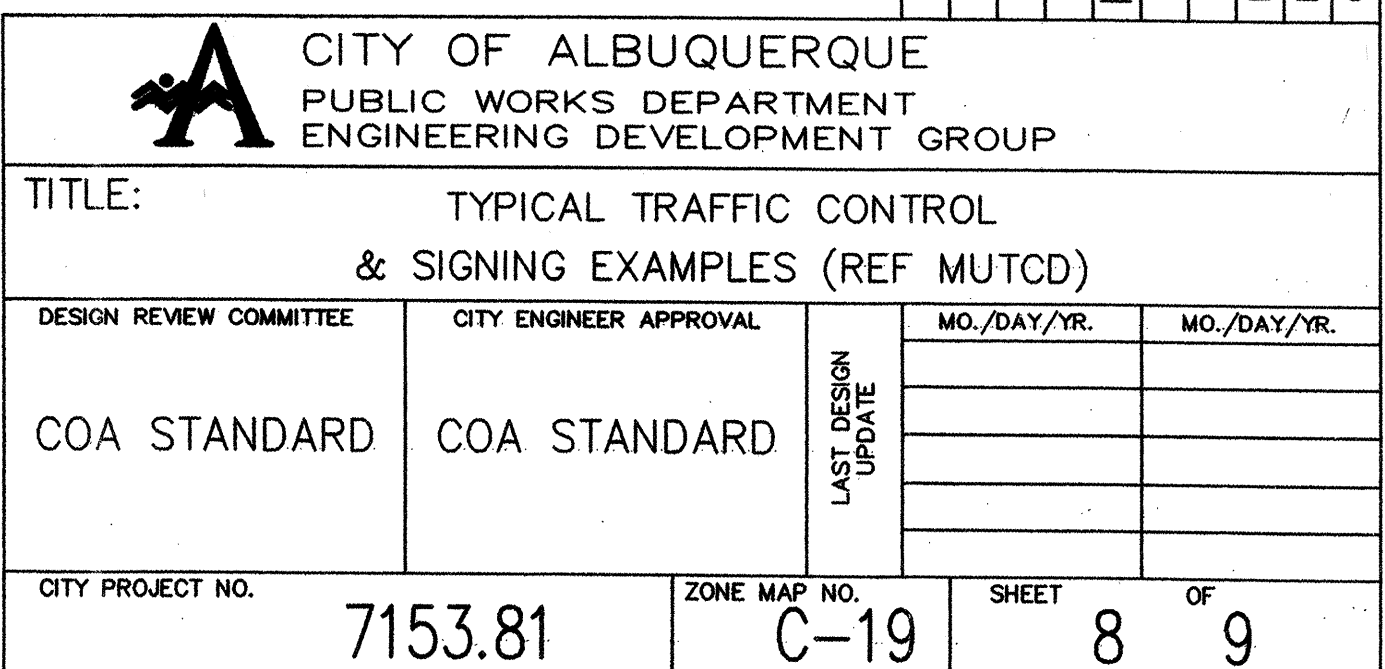 CITY OF ALBUQUERQUE
PUBLIC WORKS DEPARTMENT
ENGINEERING DEVELOPMENT GROUP
TITLE:
TYPICAL TRAFFIC CONTROL
& SIGNING EXAMPLES (REF MUTCD)
DESIGN REVIEW COMMITTEE
COA STANDARD
CITY ENGINEER APPROVAL
COA STANDARD
LAST DESIGN
UPDATE
MO./DAY/YR.
MO./DAY/YR.
CITY PROJECT NO.
7153.81
ZONE MAP NO.
C-19
SHEET OF
8 9